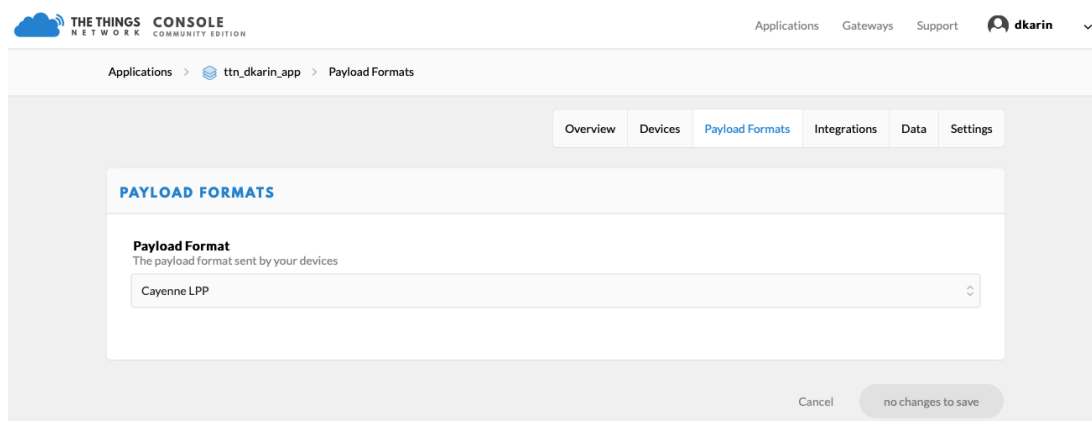 THE THINGS NETWORK CONSOLE COMMUNITY EDITION
Applications Gateways Support dkarin
Applications > ttn_dkarin_app > Payload Formats
Overview Devices Payload Formats Integrations Data Settings
PAYLOAD FORMATS
Payload Format
The payload format sent by your devices
Cayenne LPP
Cancel no changes to save